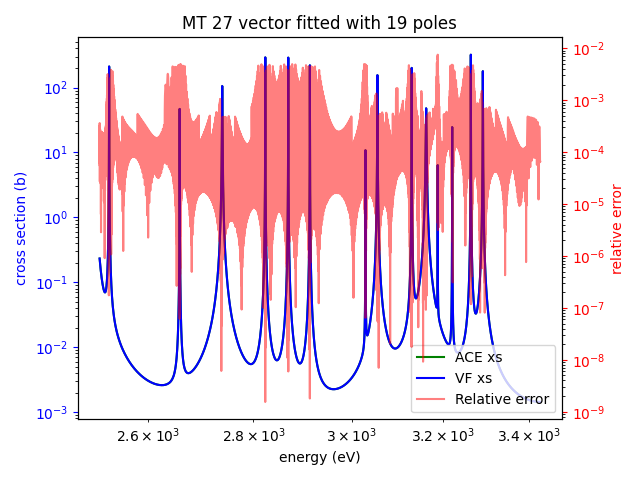 MT 27 vector fitted with 19 poles
cross section (b)
10²
10¹
10⁰
10⁻¹
10⁻²
10⁻³
10⁻²
10⁻³
10⁻⁴
10⁻⁵
10⁻⁶
10⁻⁷
10⁻⁸
10⁻⁹
relative error
ACE xs
VF xs
Relative error
2.6 × 10³ 2.8 × 10³ 3 × 10³ 3.2 × 10³ 3.4 × 10³
energy (eV)